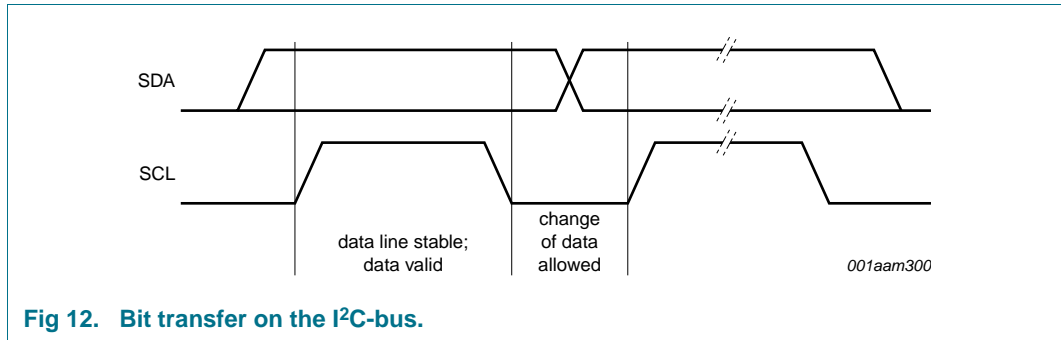 SDA
SCL
data line stable;
data valid
change
of data
allowed
001aam300
Fig 12. Bit transfer on the I²C-bus.